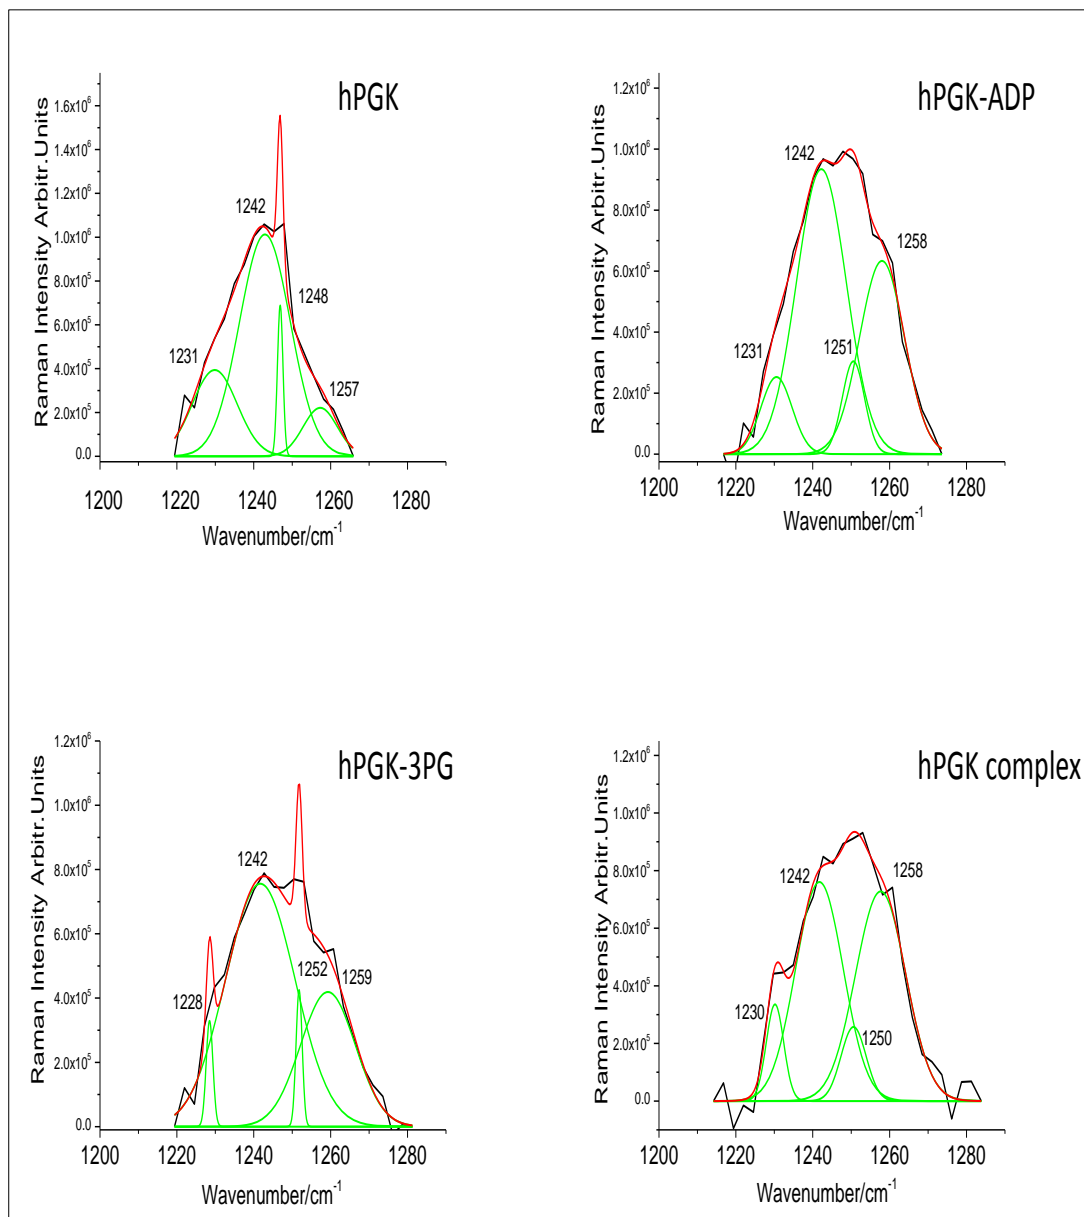 hPGK
Raman Intensity Arbitr.Units
1.6x10⁶
1.4x10⁶
1.2x10⁶
1.0x10⁶
8.0x10⁵
6.0x10⁵
4.0x10⁵
2.0x10⁵
0.0
1231
1242
1248
1257
1200 1220 1240 1260 1280
Wavenumber/cm⁻¹
hPGK-ADP
Raman Intensity Arbitr.Units
1.2x10⁶
1.0x10⁶
8.0x10⁵
6.0x10⁵
4.0x10⁵
2.0x10⁵
0.0
1231
1242
1251
1258
1200 1220 1240 1260 1280
Wavenumber/cm⁻¹
hPGK-3PG
Raman Intensity Arbitr.Units
1.2x10⁶
1.0x10⁶
8.0x10⁵
6.0x10⁵
4.0x10⁵
2.0x10⁵
0.0
1228
1242
1252
1259
1200 1220 1240 1260 1280
Wavenumber/cm⁻¹
hPGK complex
Raman Intensity Arbitr.Units
1.2x10⁶
1.0x10⁶
8.0x10⁵
6.0x10⁵
4.0x10⁵
2.0x10⁵
0.0
1230
1242
1250
1258
1200 1220 1240 1260 1280
Wavenumber/cm⁻¹